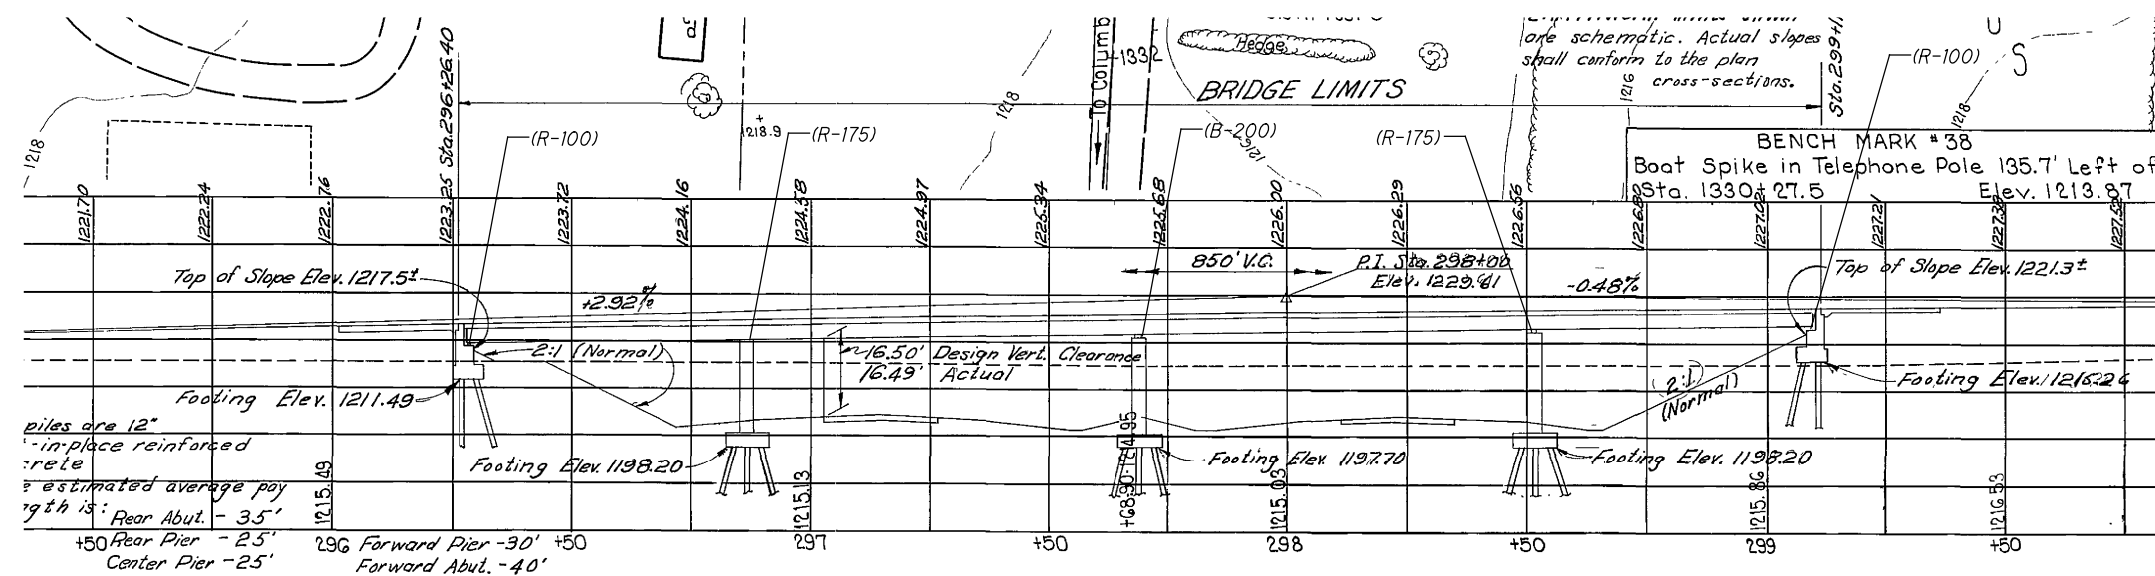 Sta. 296+26.40
To Columb
1332
Hedge
BRIDGE LIMITS
are schematic. Actual slopes
shall conform to the plan
cross-sections.
1216
Sta. 299+
(R-100)
U
S
1218
1218
1218
1218.9
(R-100)
(R-175)
(B-200)
1216
(R-175)
BENCH MARK #38
Boat Spike in Telephone Pole 135.7' Left of
Sta. 1330+27.5 Elev. 1213.87
1221.70
1222.24
1222.76
1223.25
1223.72
1224.16
1224.58
1224.97
1225.34
1225.68
1226.00
1226.29
1226.56
1227.02
1227.21
Top of Slope Elev. 1217.5±
+2.92%
850' V.C.
P.I. Sta. 298+00
Elev. 1229.61
-0.48%
Top of Slope Elev. 1221.3±
2:1 (Normal)
16.50' Design Vert. Clearance
16.49' Actual
2:1
(Normal)
Footing Elev. 1211.49
Footing Elev. 1198.20
Footing Elev. 1197.70
Footing Elev. 1198.20
Footing Elev. 1216.26
piles are 12"
-in-place reinforced
crete
e estimated average pay
gth is:
Rear Abut. - 35'
Rear Pier - 25'
Center Pier - 25'
Forward Pier - 30'
Forward Abut. - 40'
1215.49
1215.13
1215.03
1215.86
1216.53
+50
296
+50
297
+50
298
+50
299
+50